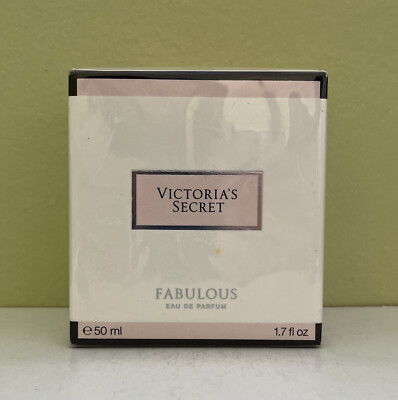 VICTORIA'S
SECRET
FABULOUS
EAU DE PARFUM
℮50 ml 1.7 fl oz